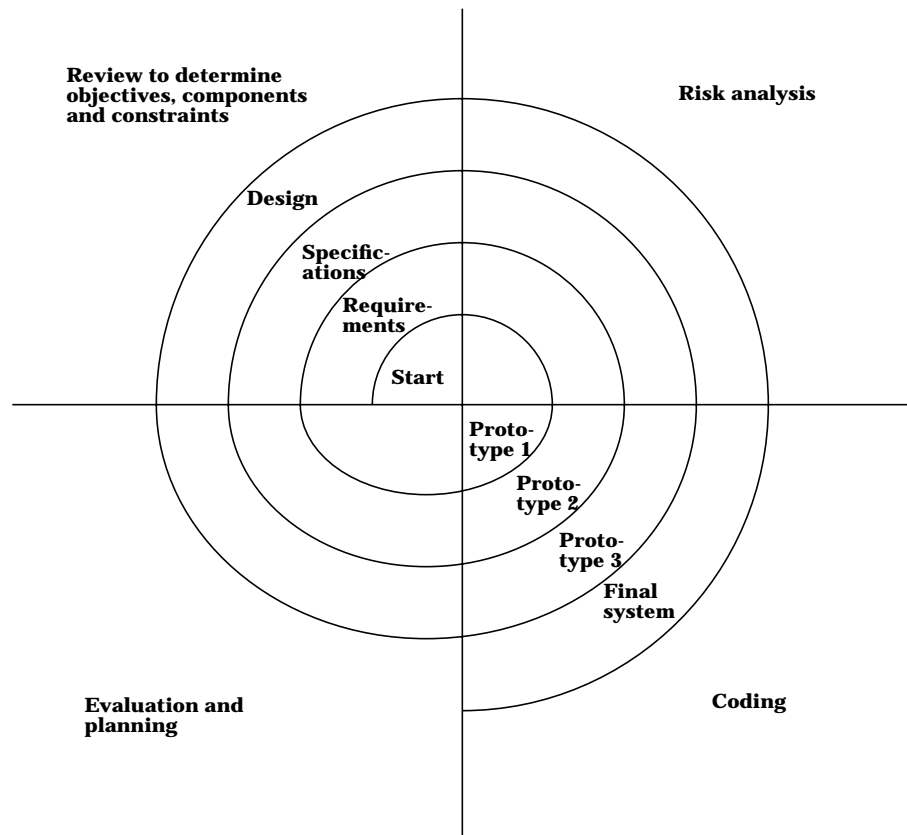 Review to determine
objectives, components
and constraints
Risk analysis
Design
Specific-
ations
Require-
ments
Start
Proto-
type 1
Proto-
type 2
Proto-
type 3
Final
system
Evaluation and
planning
Coding